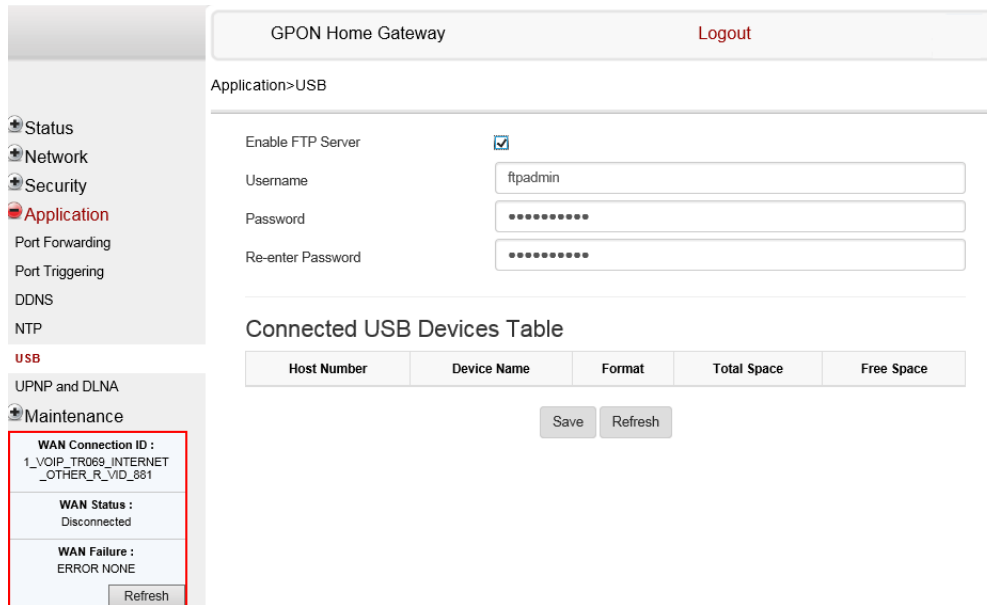 GPON Home Gateway
Logout
Application>USB
Status
Network
Security
Application
Port Forwarding
Port Triggering
DDNS
NTP
USB
UPNP and DLNA
Maintenance
WAN Connection ID :
1_VOIP_TR069_INTERNET
_OTHER_R_VID_881
WAN Status :
Disconnected
WAN Failure :
ERROR NONE
Refresh
Enable FTP Server
Username ftpadmin
Password ••••••••••
Re-enter Password ••••••••••
Connected USB Devices Table
Host Number Device Name Format Total Space Free Space
Save Refresh